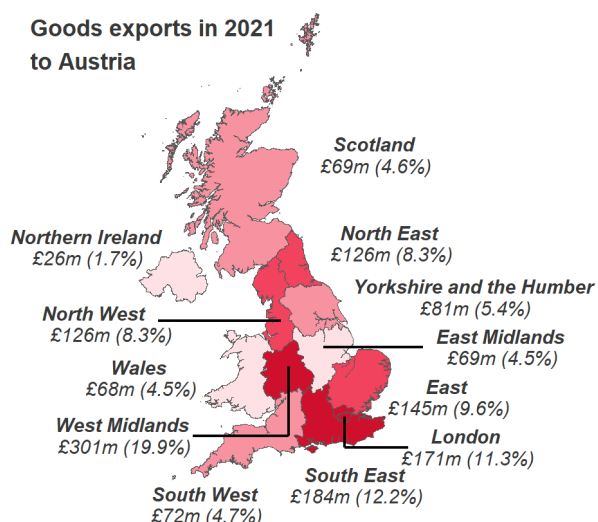 Goods exports in 2021
to Austria
Scotland
£69m (4.6%)
Northern Ireland
£26m (1.7%)
North East
£126m (8.3%)
Yorkshire and the Humber
£81m (5.4%)
North West
£126m (8.3%)
East Midlands
£69m (4.5%)
Wales
£68m (4.5%)
East
£145m (9.6%)
West Midlands
£301m (19.9%)
London
£171m (11.3%)
South East
£184m (12.2%)
South West
£72m (4.7%)